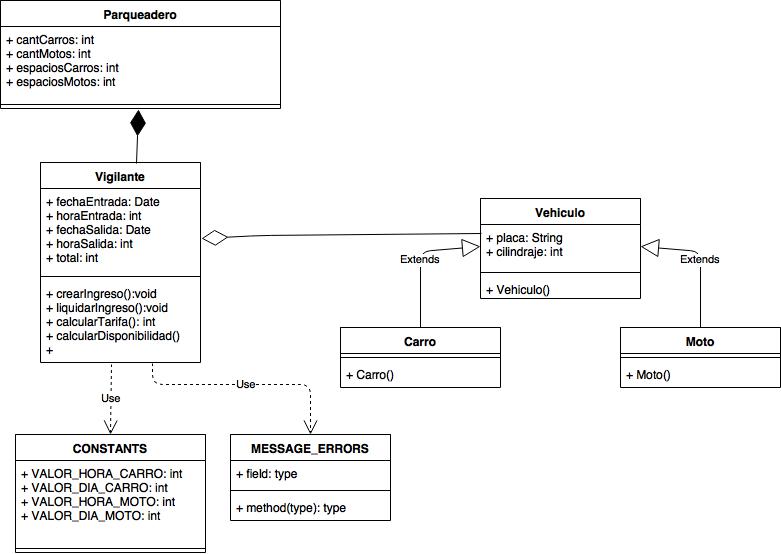 Parqueadero
+ cantCarros: int
+ cantMotos: int
+ espaciosCarros: int
+ espaciosMotos: int
Vigilante
+ fechaEntrada: Date
+ horaEntrada: int
+ fechaSalida: Date
+ horaSalida: int
+ total: int
+ crearIngreso():void
+ liquidarIngreso():void
+ calcularTarifa(): int
+ calcularDisponibilidad()
+
Vehiculo
+ placa: String
+ cilindraje: int
+ Vehiculo()
Extends
Extends
Carro
+ Carro()
Moto
+ Moto()
Use
Use
CONSTANTS
+ VALOR_HORA_CARRO: int
+ VALOR_DIA_CARRO: int
+ VALOR_HORA_MOTO: int
+ VALOR_DIA_MOTO: int
MESSAGE_ERRORS
+ field: type
+ method(type): type